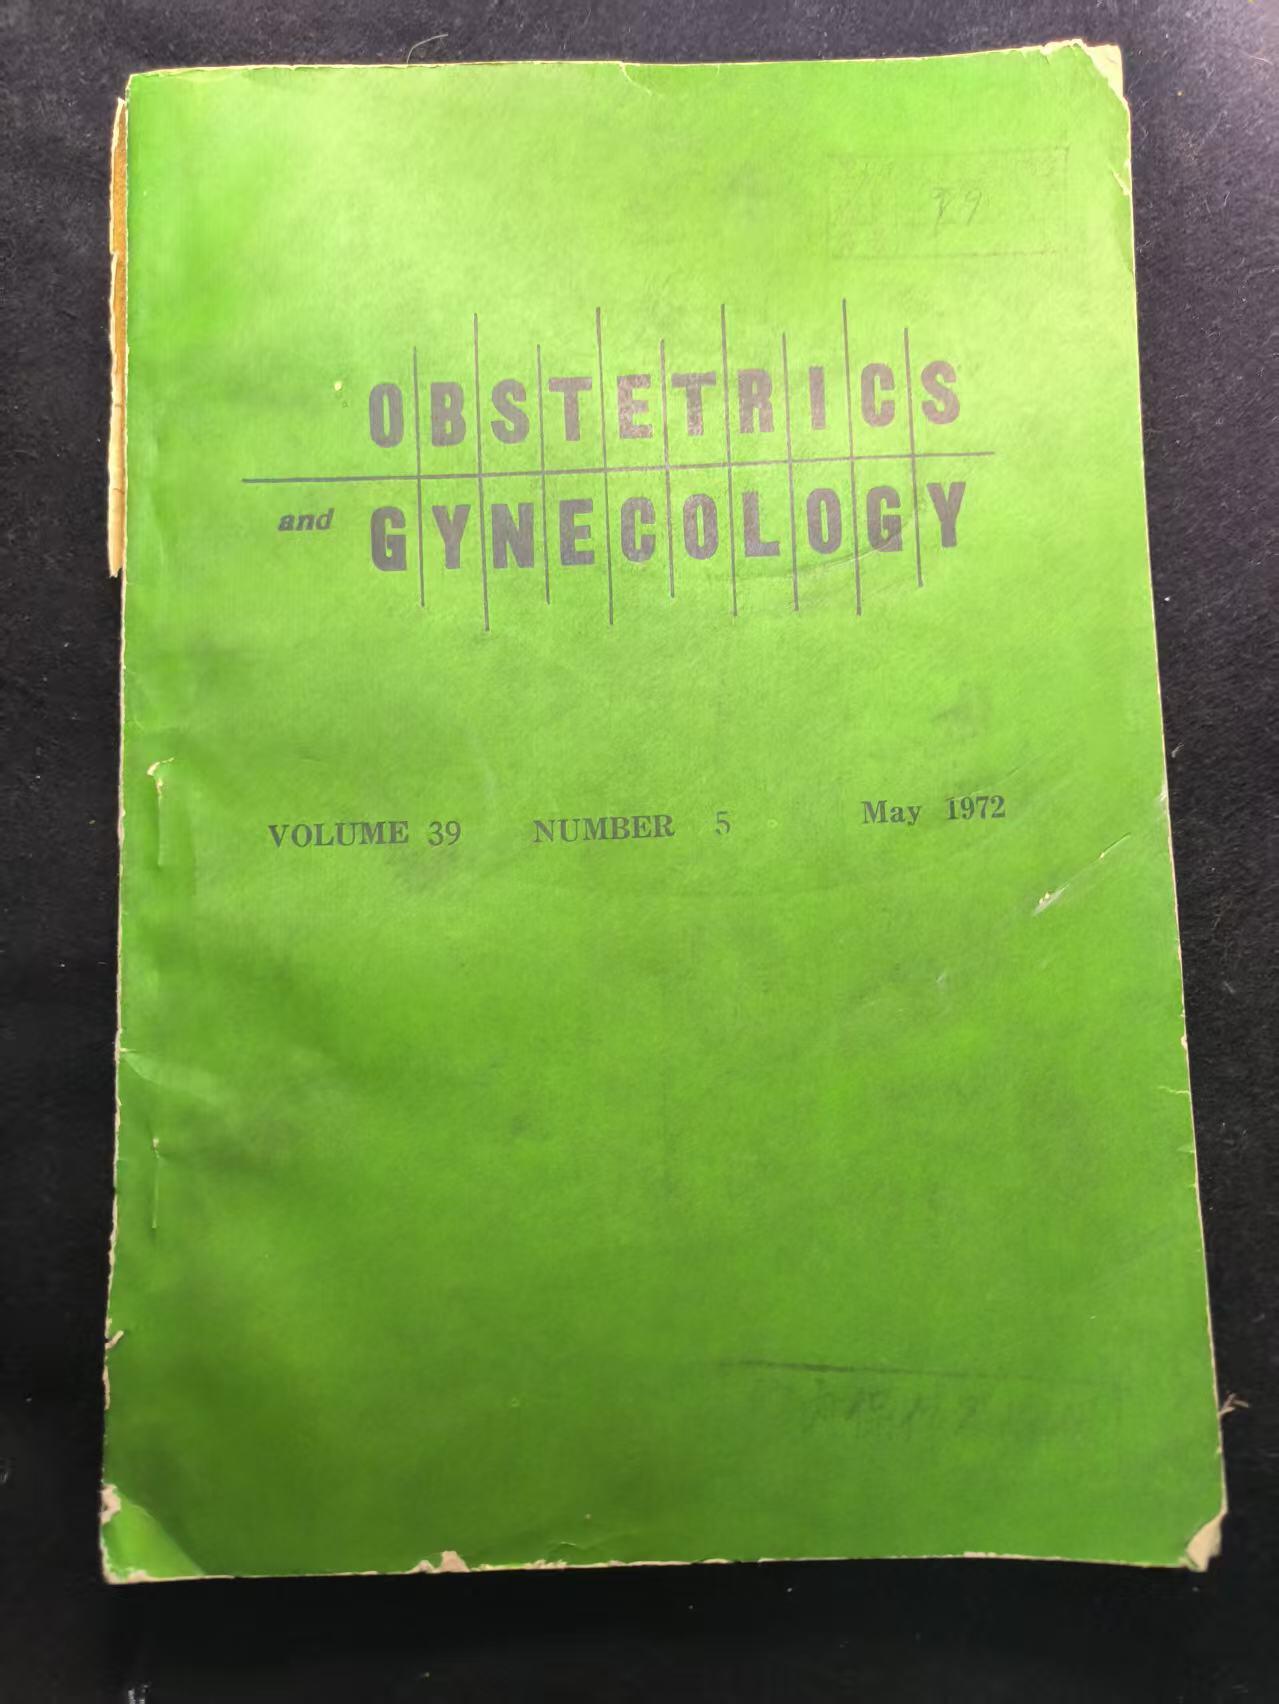 OBSTETRICS
and GYNECOLOGY
VOLUME 39 NUMBER 5 May 1972